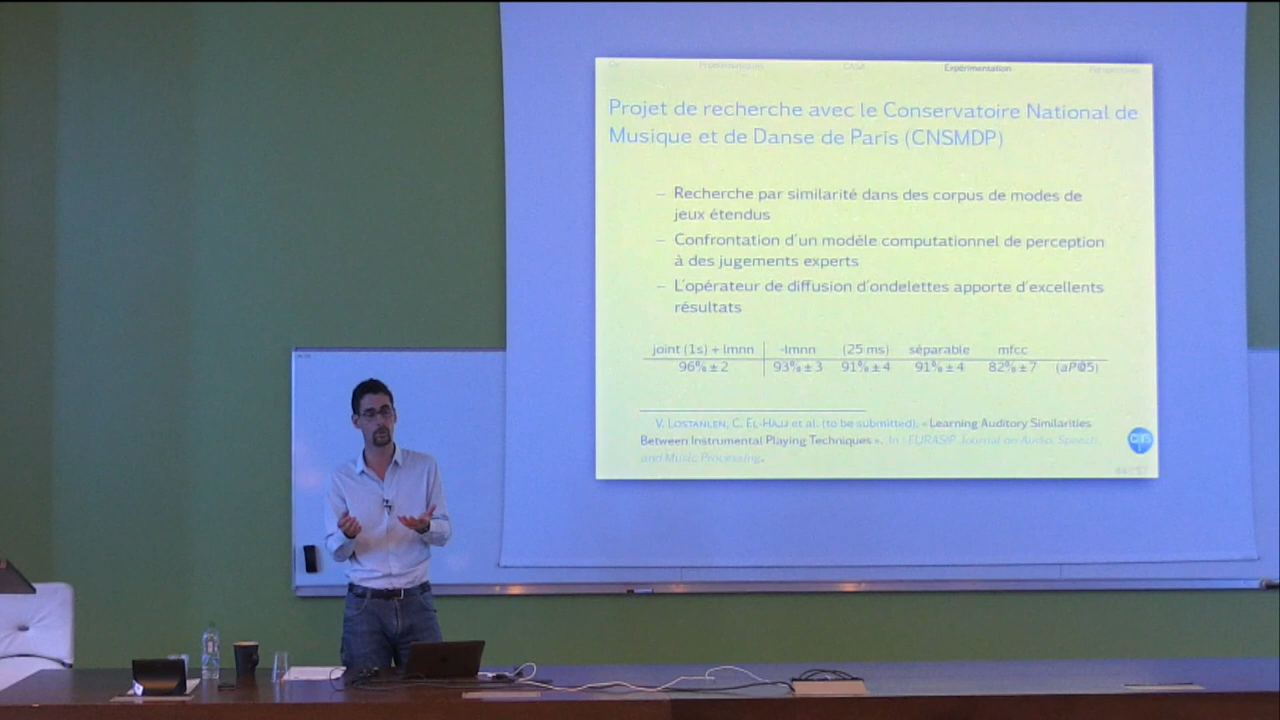 CASA Expérimentation
Projet de recherche avec le Conservatoire National de
Musique et de Danse de Paris (CNSMDP)
– Recherche par similarité dans des corpus de modes de
jeux étendus
– Confrontation d'un modèle computationnel de perception
à des jugements experts
– L'opérateur de diffusion d'ondelettes apporte d'excellents
résultats
joint (1s) + lmnn -lmnn (25 ms) séparable mfcc
96% ± 2 93% ± 3 91% ± 4 91% ± 4 82% ± 7 (aP@5)
V. LOSTANLEN, C. EL-HAJJ et al. (to be submitted). « Learning Auditory Similarities
Between Instrumental Playing Techniques ». In : EURASIP Journal on Audio, Speech,
and Music Processing.